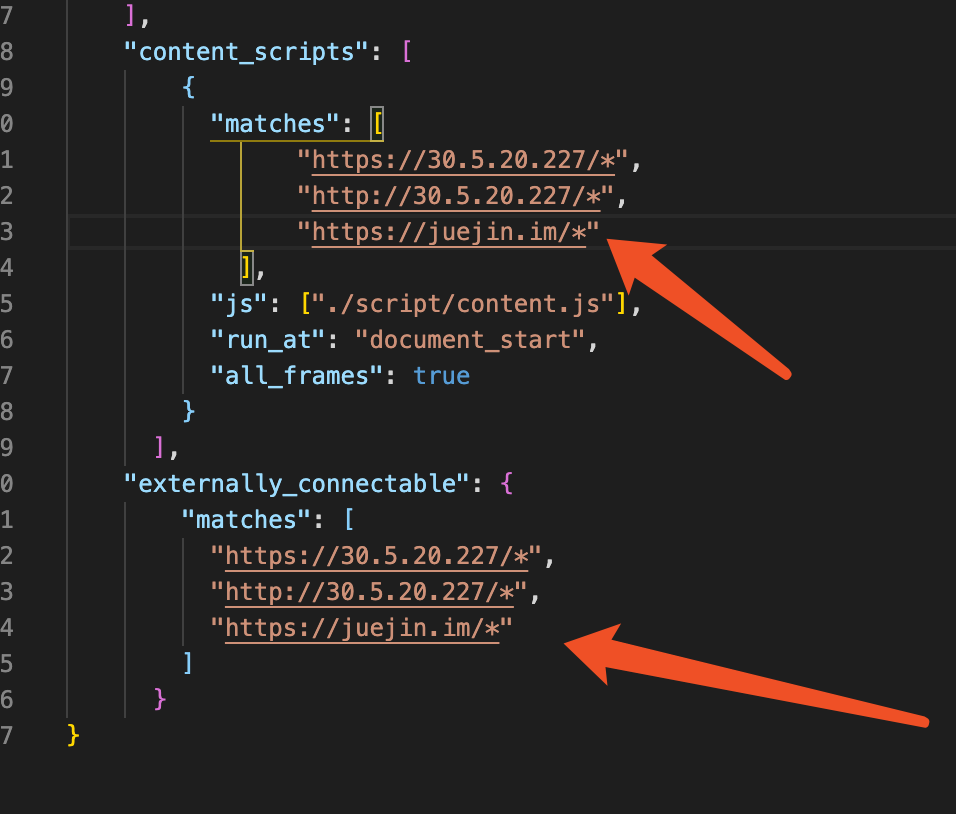 7 ],
8 "content_scripts": [
9 {
0 "matches": [
1 "https://30.5.20.227/*",
2 "http://30.5.20.227/*",
3 "https://juejin.im/*"
4 ],
5 "js": ["./script/content.js"],
6 "run_at": "document_start",
7 "all_frames": true
8 }
9 ],
0 "externally_connectable": {
1 "matches": [
2 "https://30.5.20.227/*",
3 "http://30.5.20.227/*",
4 "https://juejin.im/*"
5 ]
6 }
7 }